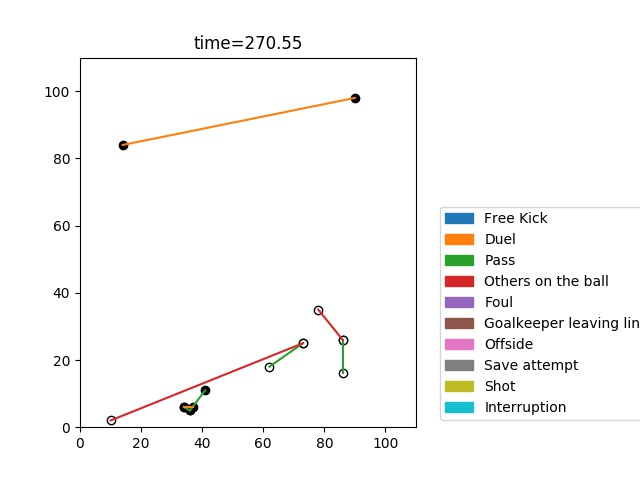 time=270.55
100
80
60
40
20
0
0 20 40 60 80 100
Free Kick
Duel
Pass
Others on the ball
Foul
Goalkeeper leaving lin
Offside
Save attempt
Shot
Interruption